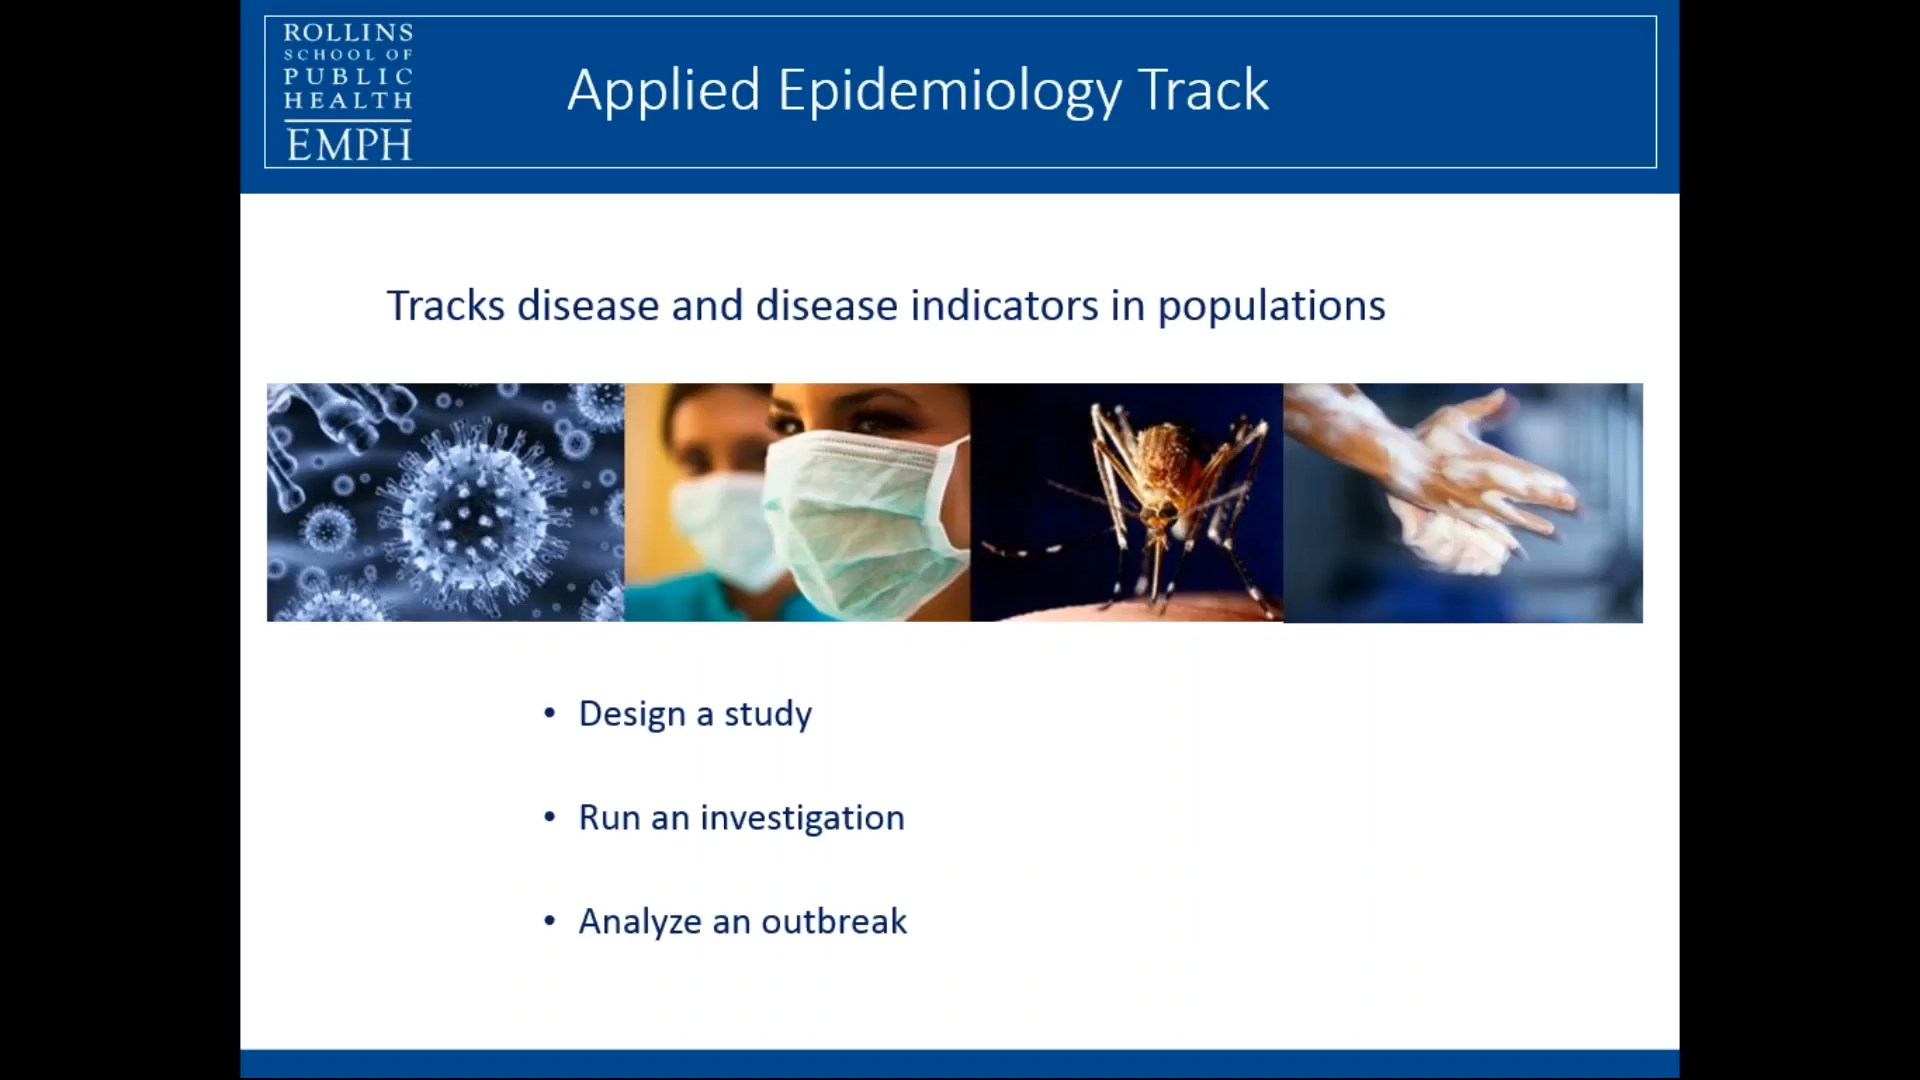 ROLLINS
SCHOOL OF
PUBLIC
HEALTH
EMPH
Applied Epidemiology Track
Tracks disease and disease indicators in populations
• Design a study
• Run an investigation
• Analyze an outbreak